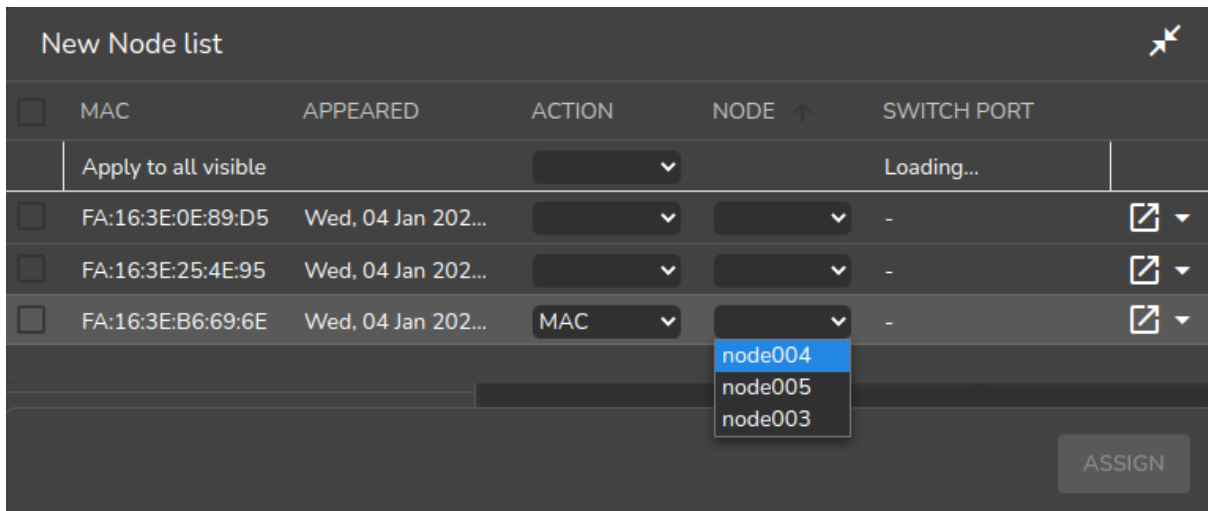 New Node list
MAC APPEARED ACTION NODE SWITCH PORT
Apply to all visible Loading...
FA:16:3E:0E:89:D5 Wed, 04 Jan 202... -
FA:16:3E:25:4E:95 Wed, 04 Jan 202... -
FA:16:3E:B6:69:6E Wed, 04 Jan 202... MAC -
node004
node005
node003
ASSIGN